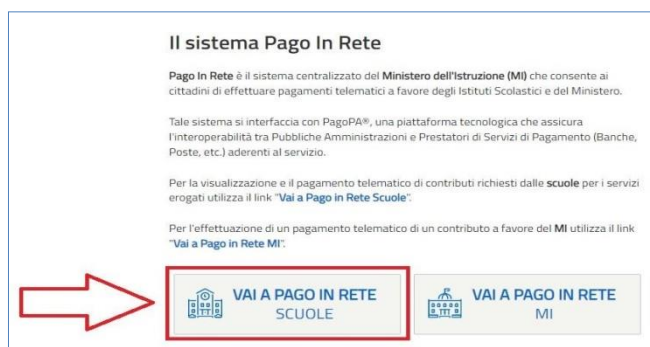 Il sistema Pago In Rete
Pago In Rete è il sistema centralizzato del Ministero dell'Istruzione (MI) che consente ai
cittadini di effettuare pagamenti telematici a favore degli Istituti Scolastici e del Ministero.
Tale sistema si interfaccia con PagoPA®, una piattaforma tecnologica che assicura
l'interoperabilità tra Pubbliche Amministrazioni e Prestatori di Servizi di Pagamento (Banche,
Poste, etc.) aderenti al servizio.
Per la visualizzazione e il pagamento telematico di contributi richiesti dalle scuole per i servizi
erogati utilizza il link "Vai a Pago in Rete Scuole".
Per l'effettuazione di un pagamento telematico di un contributo a favore del MI utilizza il link
"Vai a Pago in Rete MI".
VAI A PAGO IN RETE
SCUOLE
VAI A PAGO IN RETE
MI